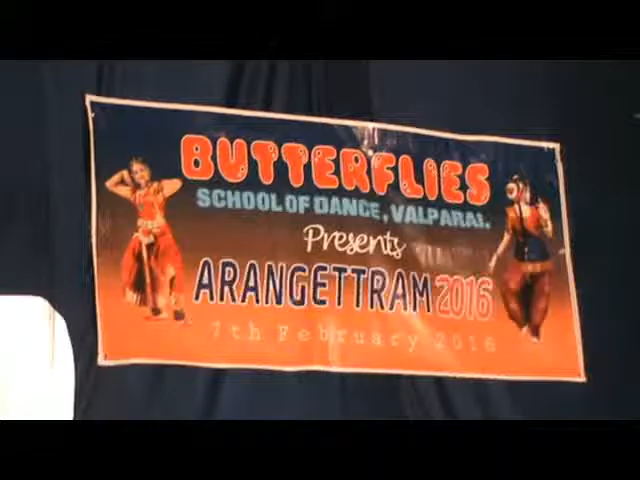 BUTTERFLIES
SCHOOL OF DANCE, VALPARAI.
Presents
ARANGETTRAM 2016
7th February 2016